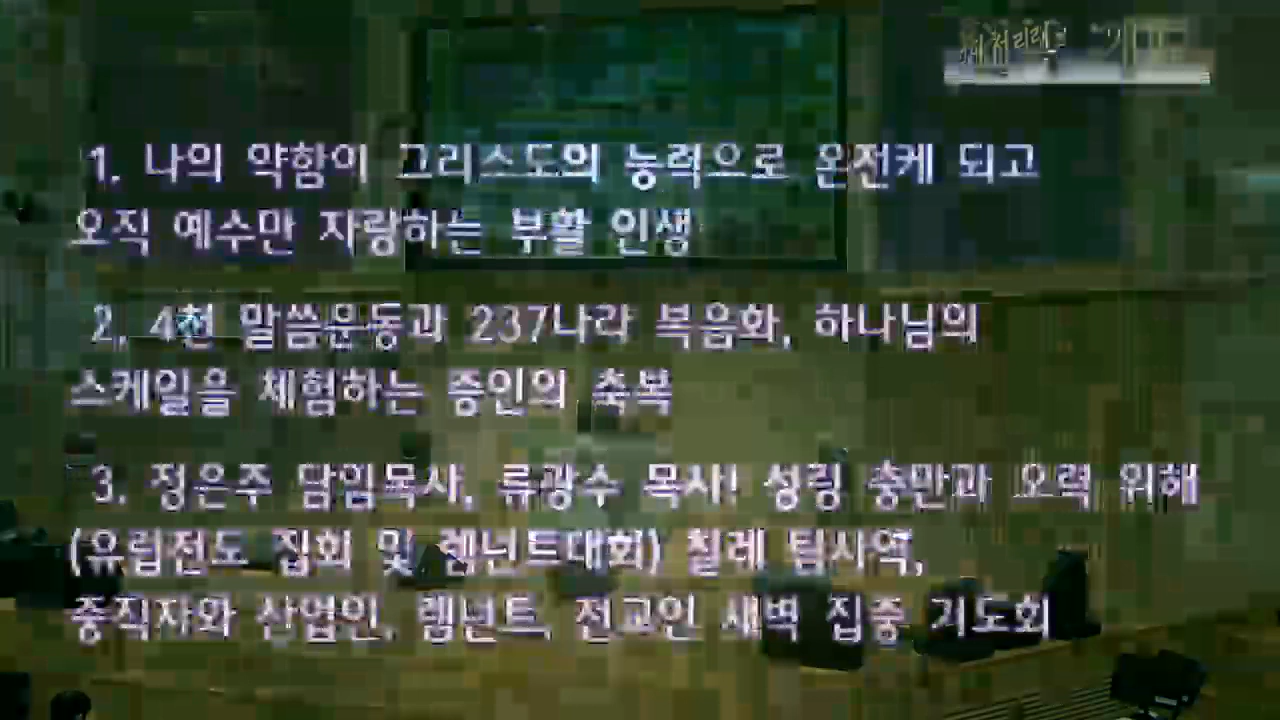 1. 나의 약함이 그리스도의 능력으로 온전케 되고
오직 예수만 자랑하는 부활 인생
2. 4천 말씀운동과 237나라 복음화, 하나님의
스케일을 체험하는 증인의 축복
3. 정은주 담임목사, 류광수 목사! 성령 충만과 오력 위해
(유럽전도 집회 및 렘넌트대회) 칠레 팀사역,
중직자와 산업인, 렘넌트, 전교인 새벽 집중 기도회